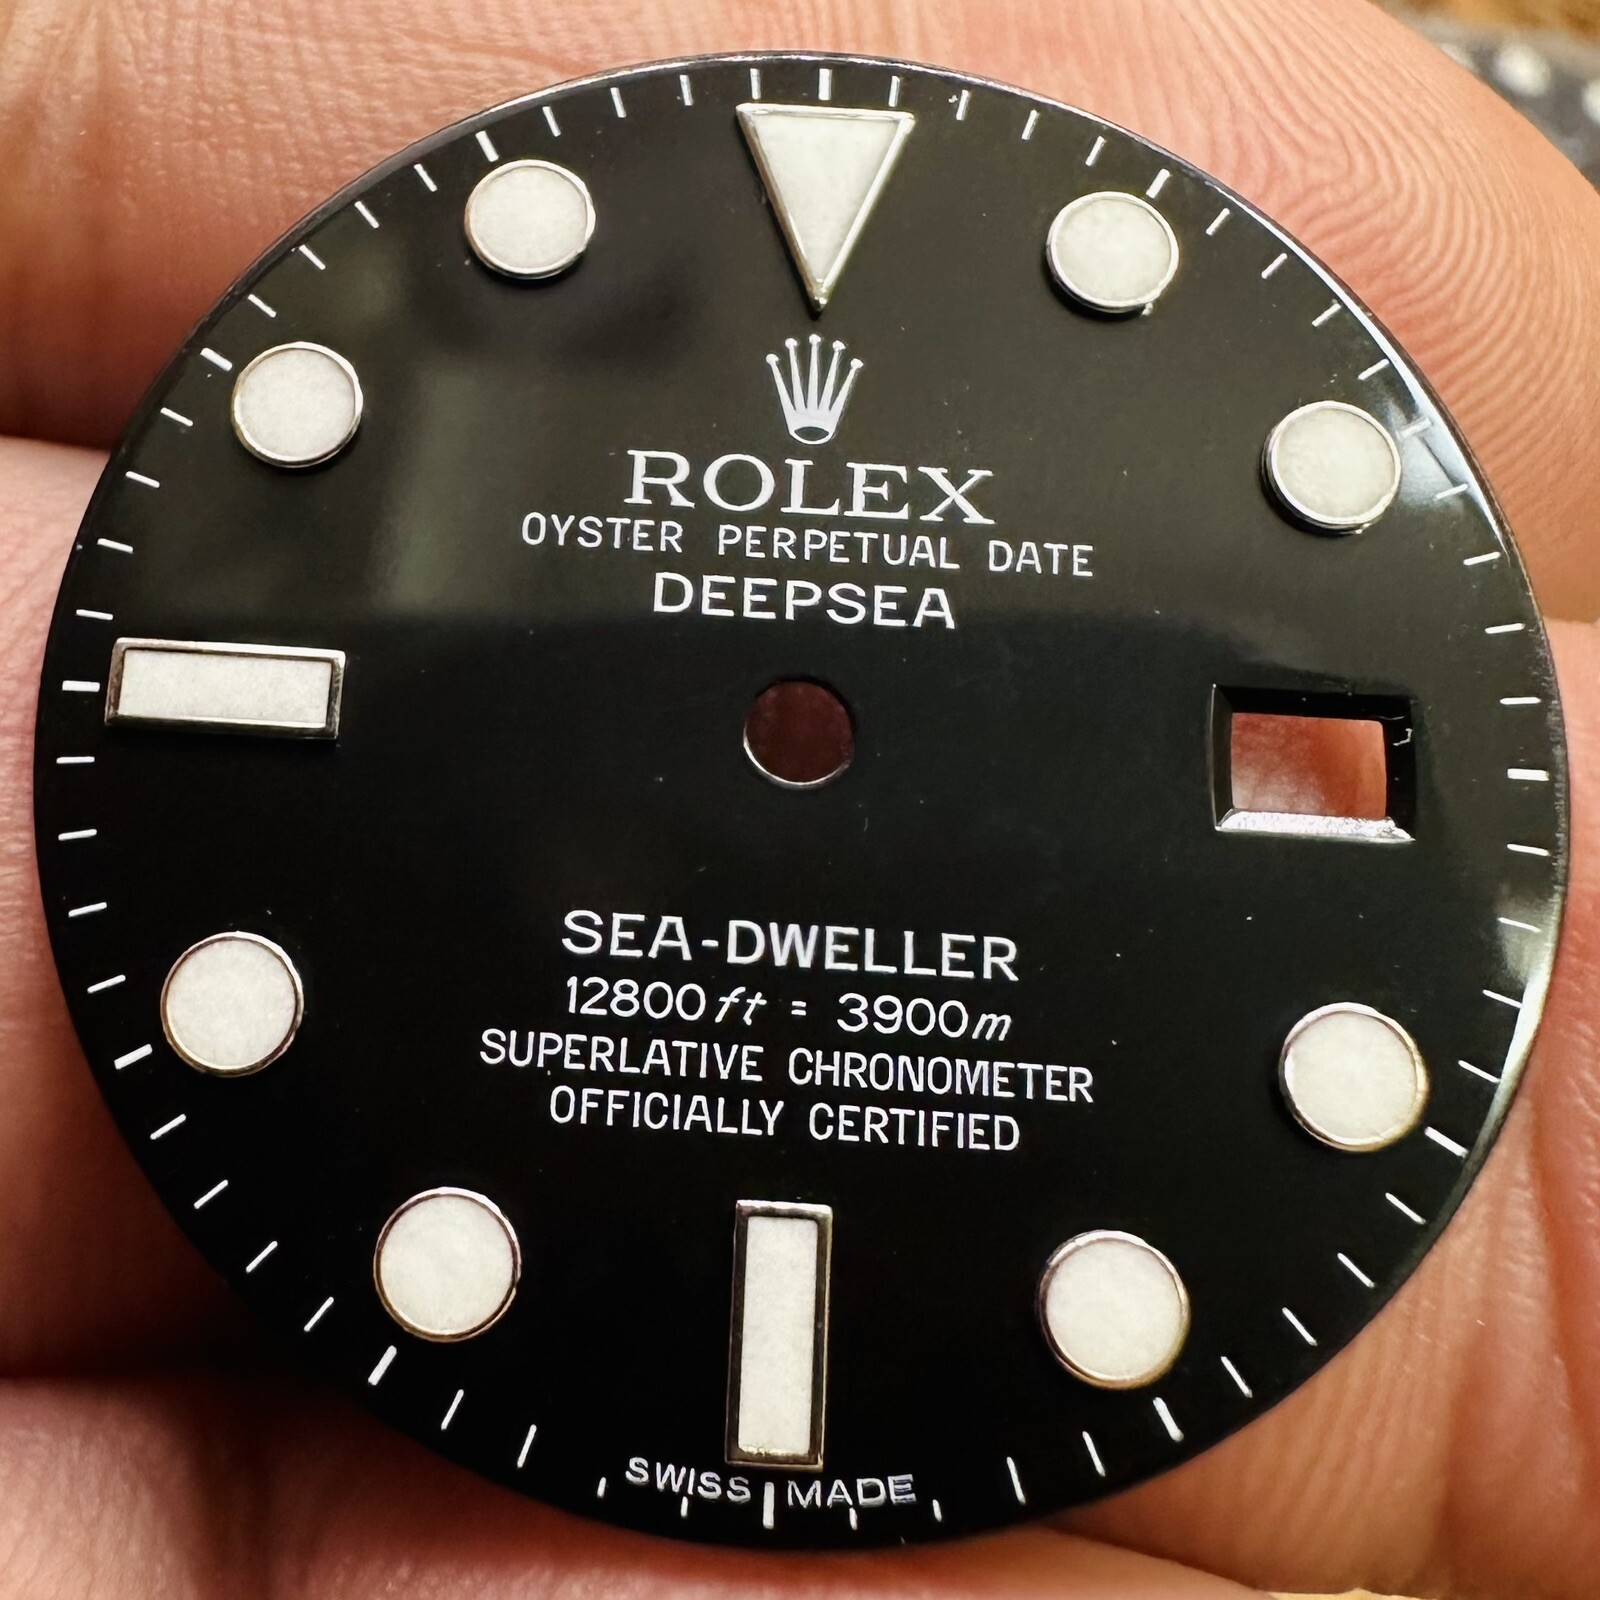 ROLEX
OYSTER PERPETUAL DATE
DEEPSEA
SEA-DWELLER
12800ft = 3900m
SUPERLATIVE CHRONOMETER
OFFICIALLY CERTIFIED
SWISS MADE